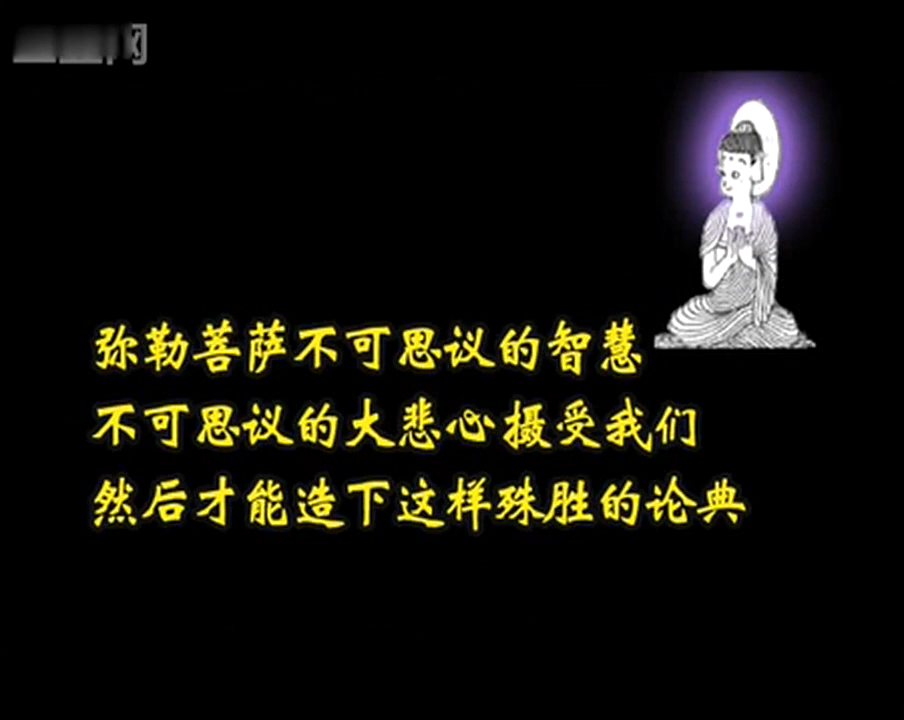 弥勒菩萨不可思议的智慧
不可思议的大悲心摄受我们
然后才能造下这样殊胜的论典